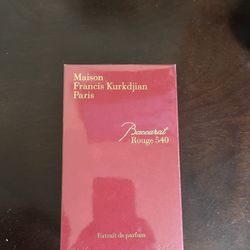 Maison
Francis Kurkdjian
Paris
Baccarat
Rouge 540
Extrait de parfum